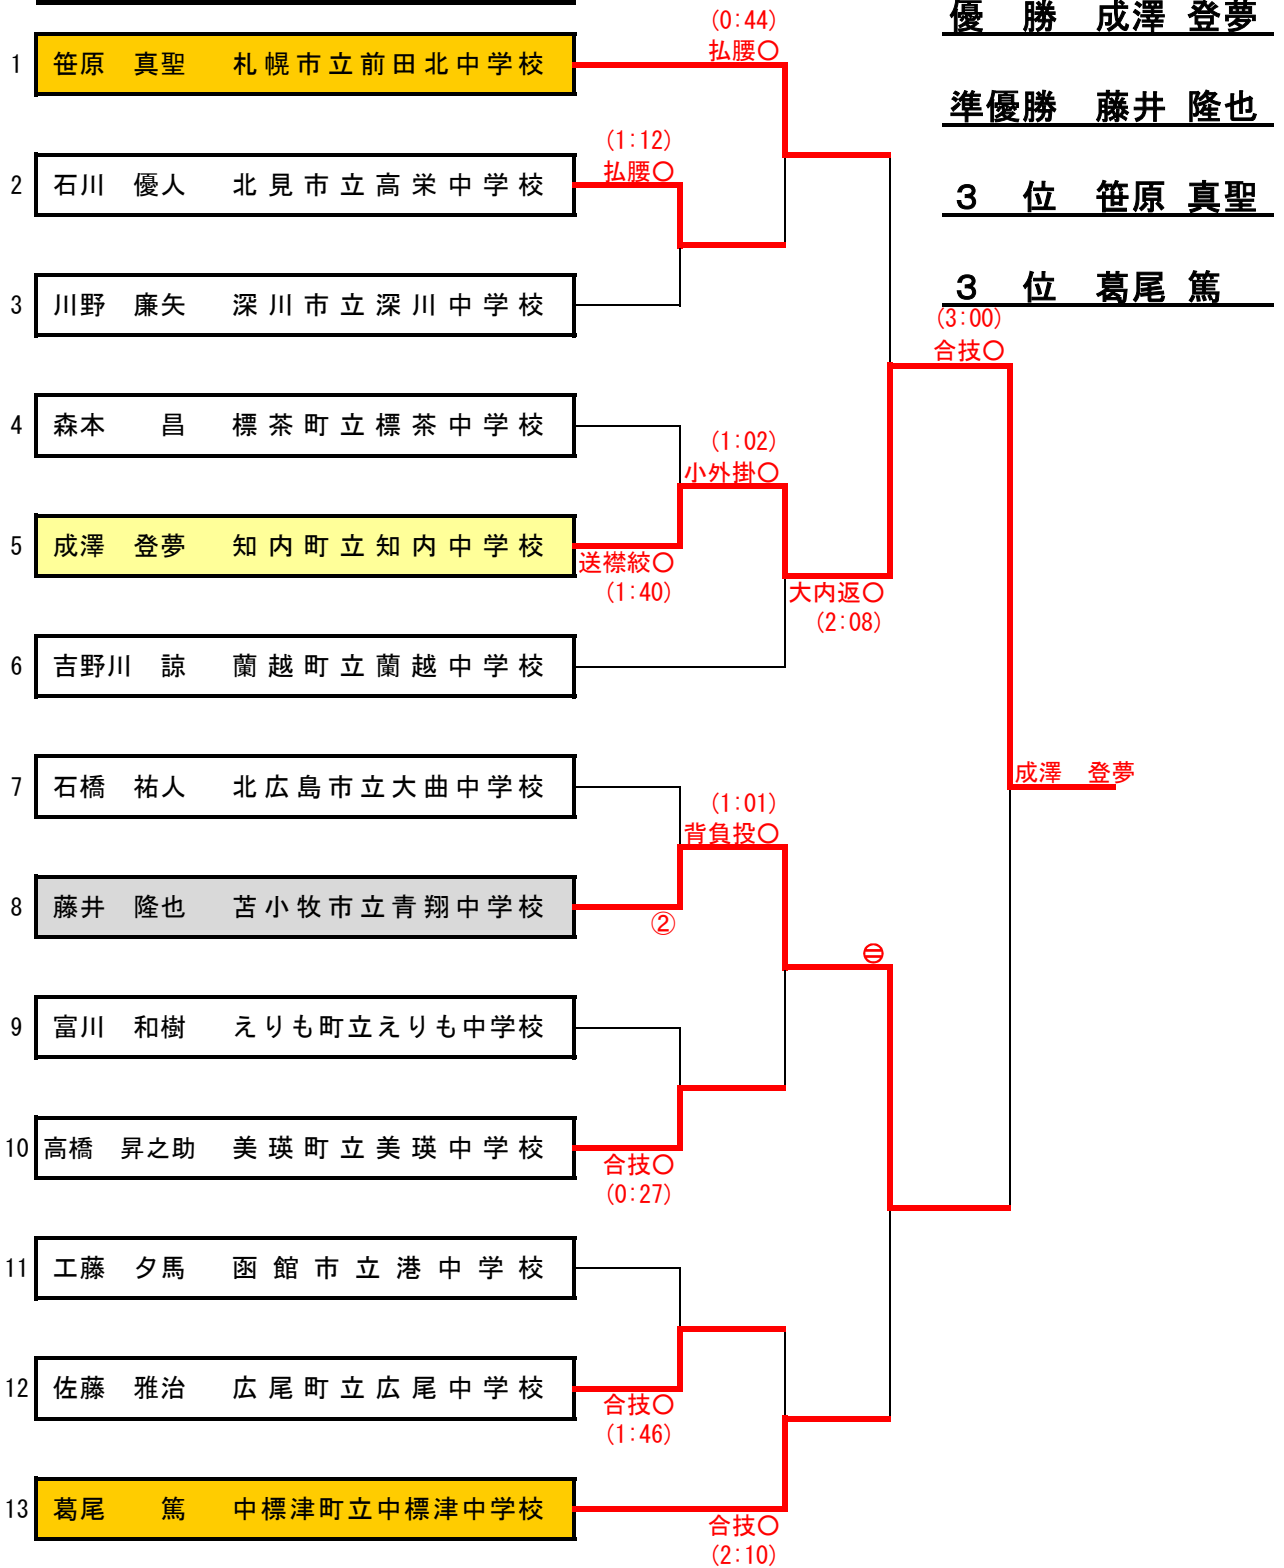 優　勝　成澤 登夢
準優勝　藤井 隆也
３　位　笹原 真聖
３　位　葛尾 篤
(0:44)
払腰〇
1 笹原　真聖　札幌市立前田北中学校
(1:12)
払腰〇
2 石川　優人　北見市立高栄中学校
3 川野　廉矢　深川市立深川中学校
(3:00)
合技〇
4 森本　昌　標茶町立標茶中学校
(1:02)
小外掛〇
5 成澤　登夢　知内町立知内中学校
送襟絞〇
(1:40)
大内返〇
(2:08)
6 吉野川　諒　蘭越町立蘭越中学校
成澤　登夢
7 石橋　祐人　北広島市立大曲中学校
(1:01)
背負投〇
8 藤井　隆也　苫小牧市立青翔中学校
②
⊖
9 富川　和樹　えりも町立えりも中学校
10 高橋　昇之助　美瑛町立美瑛中学校
合技〇
(0:27)
11 工藤　夕馬　函館市立港中学校
12 佐藤　雅治　広尾町立広尾中学校
合技〇
(1:46)
13 葛尾　篤　中標津町立中標津中学校
合技〇
(2:10)